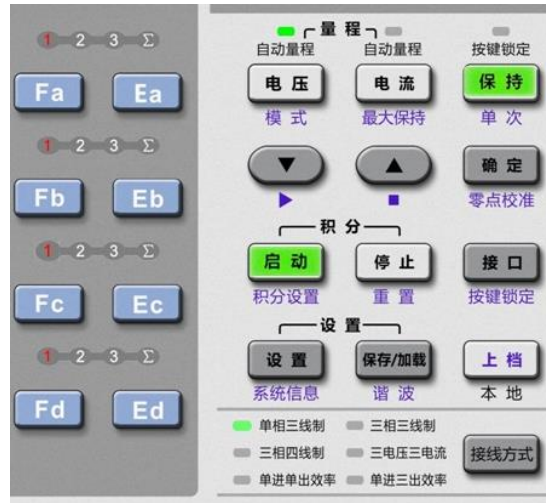 1 2 3 Σ
Fa Ea
1 2 3 Σ
Fb Eb
1 2 3 Σ
Fc Ec
1 2 3 Σ
Fd Ed
量 程
自动量程 自动量程 按键锁定
电 压 电 流 保 持
模 式 最大保持 单 次
确 定
零点校准
积 分
启 动 停 止 接 口
积分设置 重 置 按键锁定
设 置
设 置 保存/加载 上 档
系统信息 谐 波 本 地
单相三线制 三相三线制
三相四线制 三电压三电流
单进单出效率 单进三出效率
接线方式